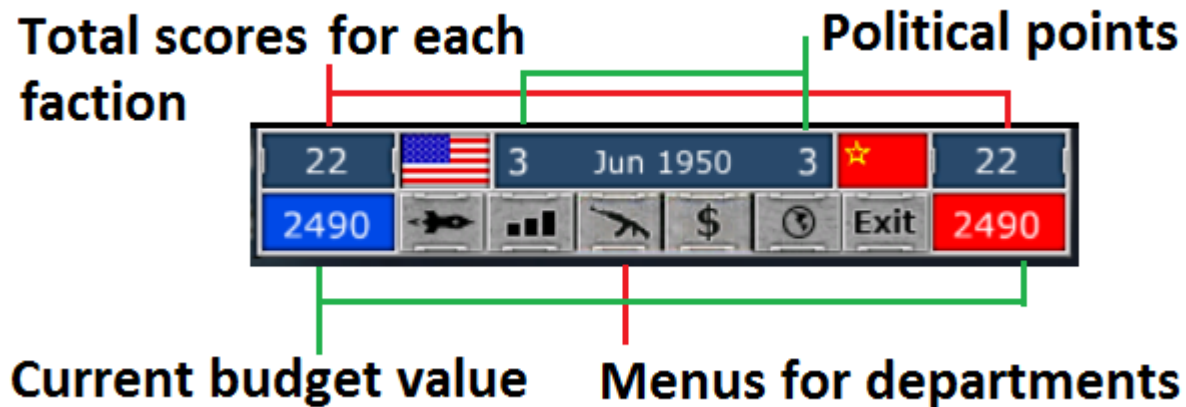 Total scores for each
faction
Political points
22 3 Jun 1950 3 22
2490 $ Exit 2490
Current budget value
Menus for departments